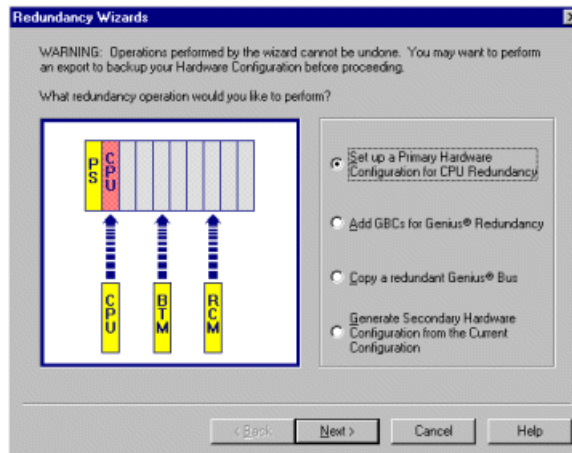 Redundancy Wizards
WARNING: Operations performed by the wizard cannot be undone. You may want to perform
an export to backup your Hardware Configuration before proceeding.
What redundancy operation would you like to perform?
PS
CPU
CPU
BTM
RCM
Set up a Primary Hardware
Configuration for CPU Redundancy
Add GBCs for Genius® Redundancy
Copy a redundant Genius® Bus
Generate Secondary Hardware
Configuration from the Current
Configuration
< Back
Next >
Cancel
Help